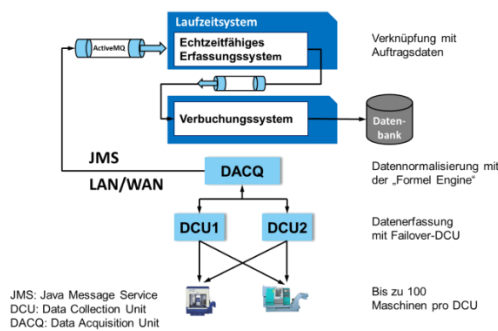 Laufzeitsystem
ActiveMQ
Echtzeitfähiges
Erfassungssystem
Verknüpfung mit
Auftragsdaten
Verbuchungssystem
Daten-
bank
JMS
LAN/WAN
DACQ
Datennormalisierung mit
der „Formel Engine“
DCU1
DCU2
Datenerfassung
mit Failover-DCU
JMS: Java Message Service
DCU: Data Collection Unit
DACQ: Data Acquisition Unit
Bis zu 100
Maschinen pro DCU